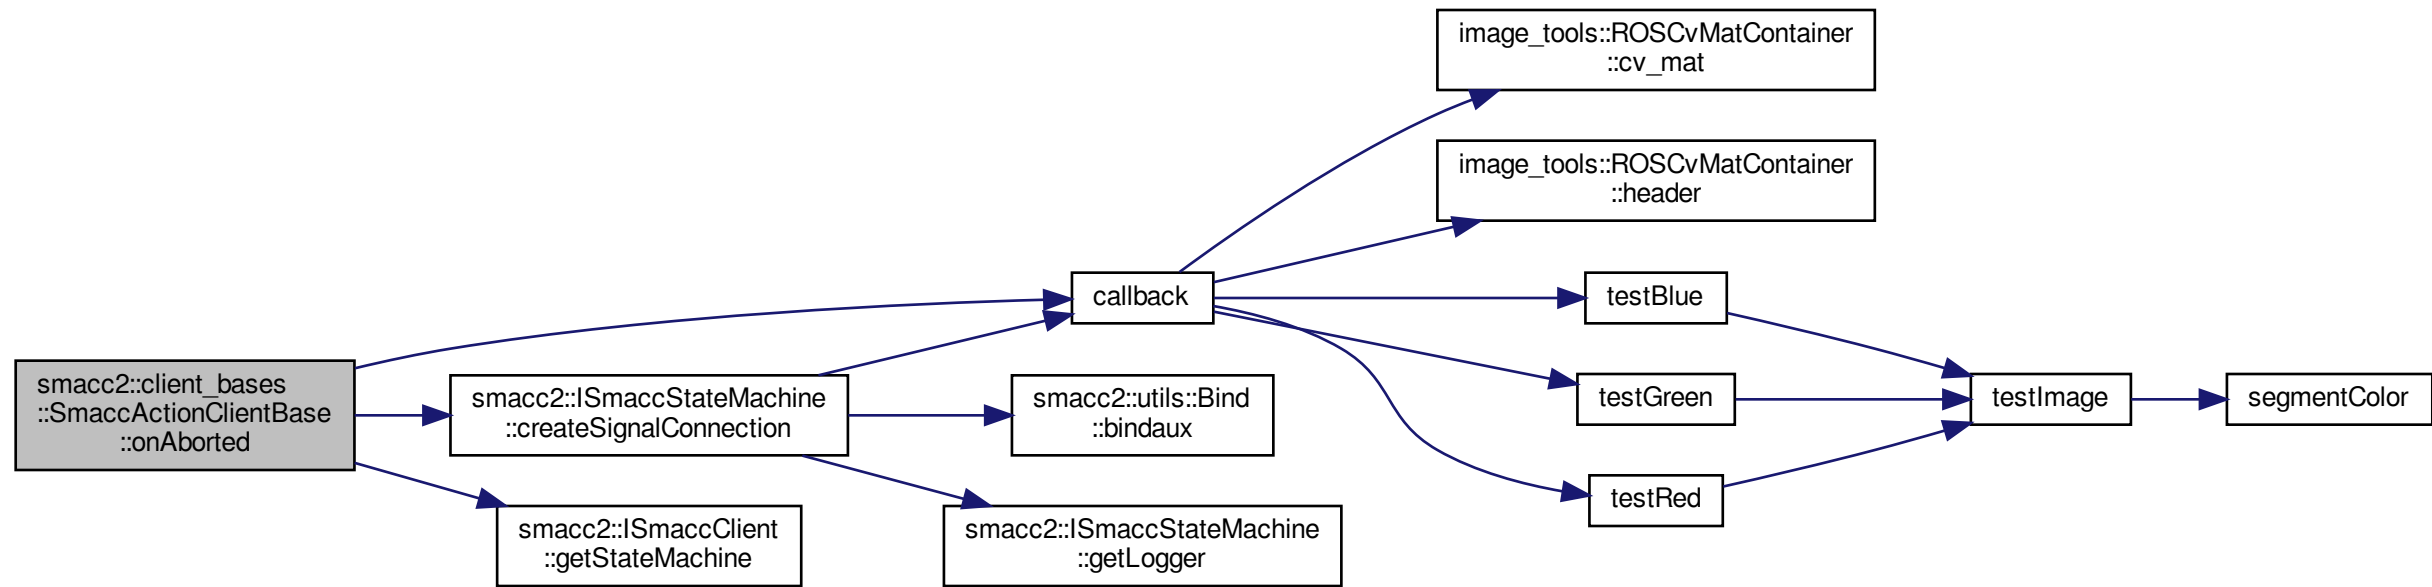 smacc2::client_bases
::SmaccActionClientBase
::onAborted
smacc2::ISmaccStateMachine
::createSignalConnection
smacc2::ISmaccClient
::getStateMachine
callback
smacc2::utils::Bind
::bindaux
smacc2::ISmaccStateMachine
::getLogger
image_tools::ROSCvMatContainer
::cv_mat
image_tools::ROSCvMatContainer
::header
testBlue
testGreen
testRed
testImage
segmentColor